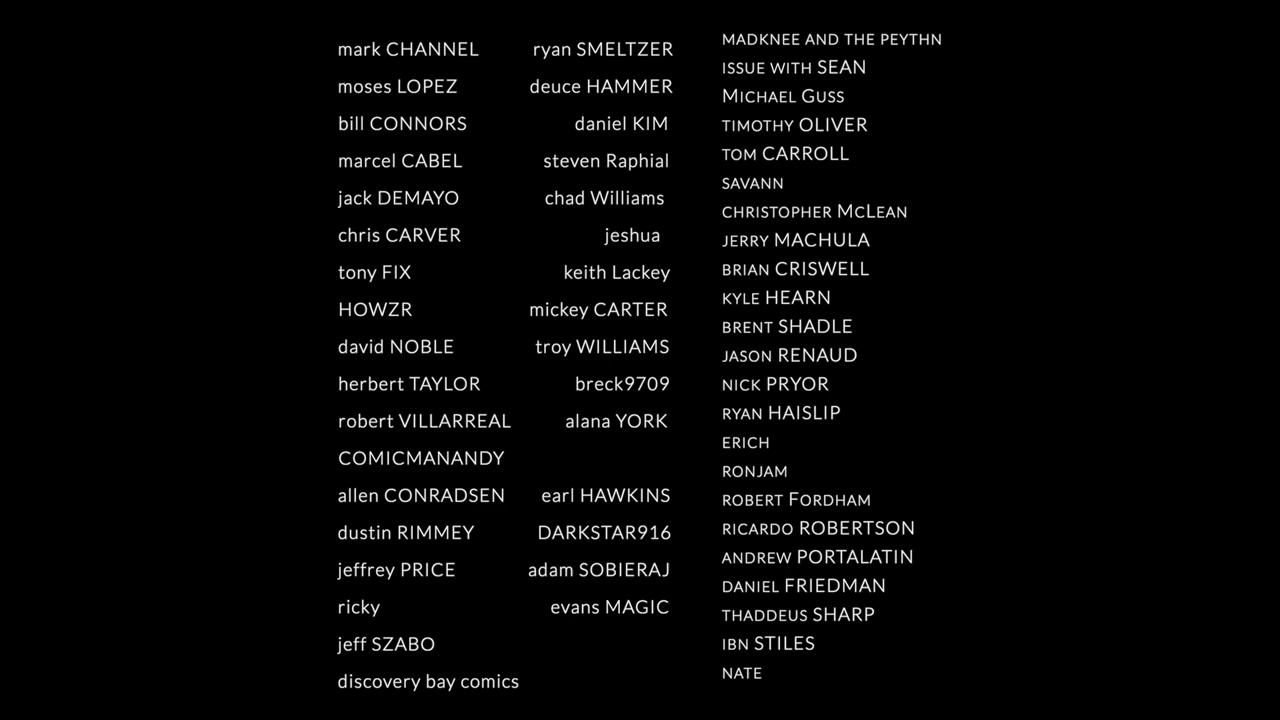 mark CHANNEL
moses LOPEZ
bill CONNORS
marcel CABEL
jack DEMAYO
chris CARVER
tony FIX
HOWZR
david NOBLE
herbert TAYLOR
robert VILLARREAL
COMICMANANDY
allen CONRADSEN
dustin RIMMEY
jeffrey PRICE
ricky
jeff SZABO
discovery bay comics
ryan SMELTZER
deuce HAMMER
daniel KIM
steven Raphial
chad Williams
jeshua
keith Lackey
mickey CARTER
troy WILLIAMS
breck9709
alana YORK
earl HAWKINS
DARKSTAR916
adam SOBIERAJ
evans MAGIC
MADKNEE AND THE PEYTHN
ISSUE WITH SEAN
MICHAEL GUSS
TIMOTHY OLIVER
TOM CARROLL
SAVANN
CHRISTOPHER MCLEAN
JERRY MACHULA
BRIAN CRISWELL
KYLE HEARN
BRENT SHADLE
JASON RENAUD
NICK PRYOR
RYAN HAISLIP
ERICH
RONJAM
ROBERT FORDHAM
RICARDO ROBERTSON
ANDREW PORTALATIN
DANIEL FRIEDMAN
THADDEUS SHARP
IBN STILES
NATE